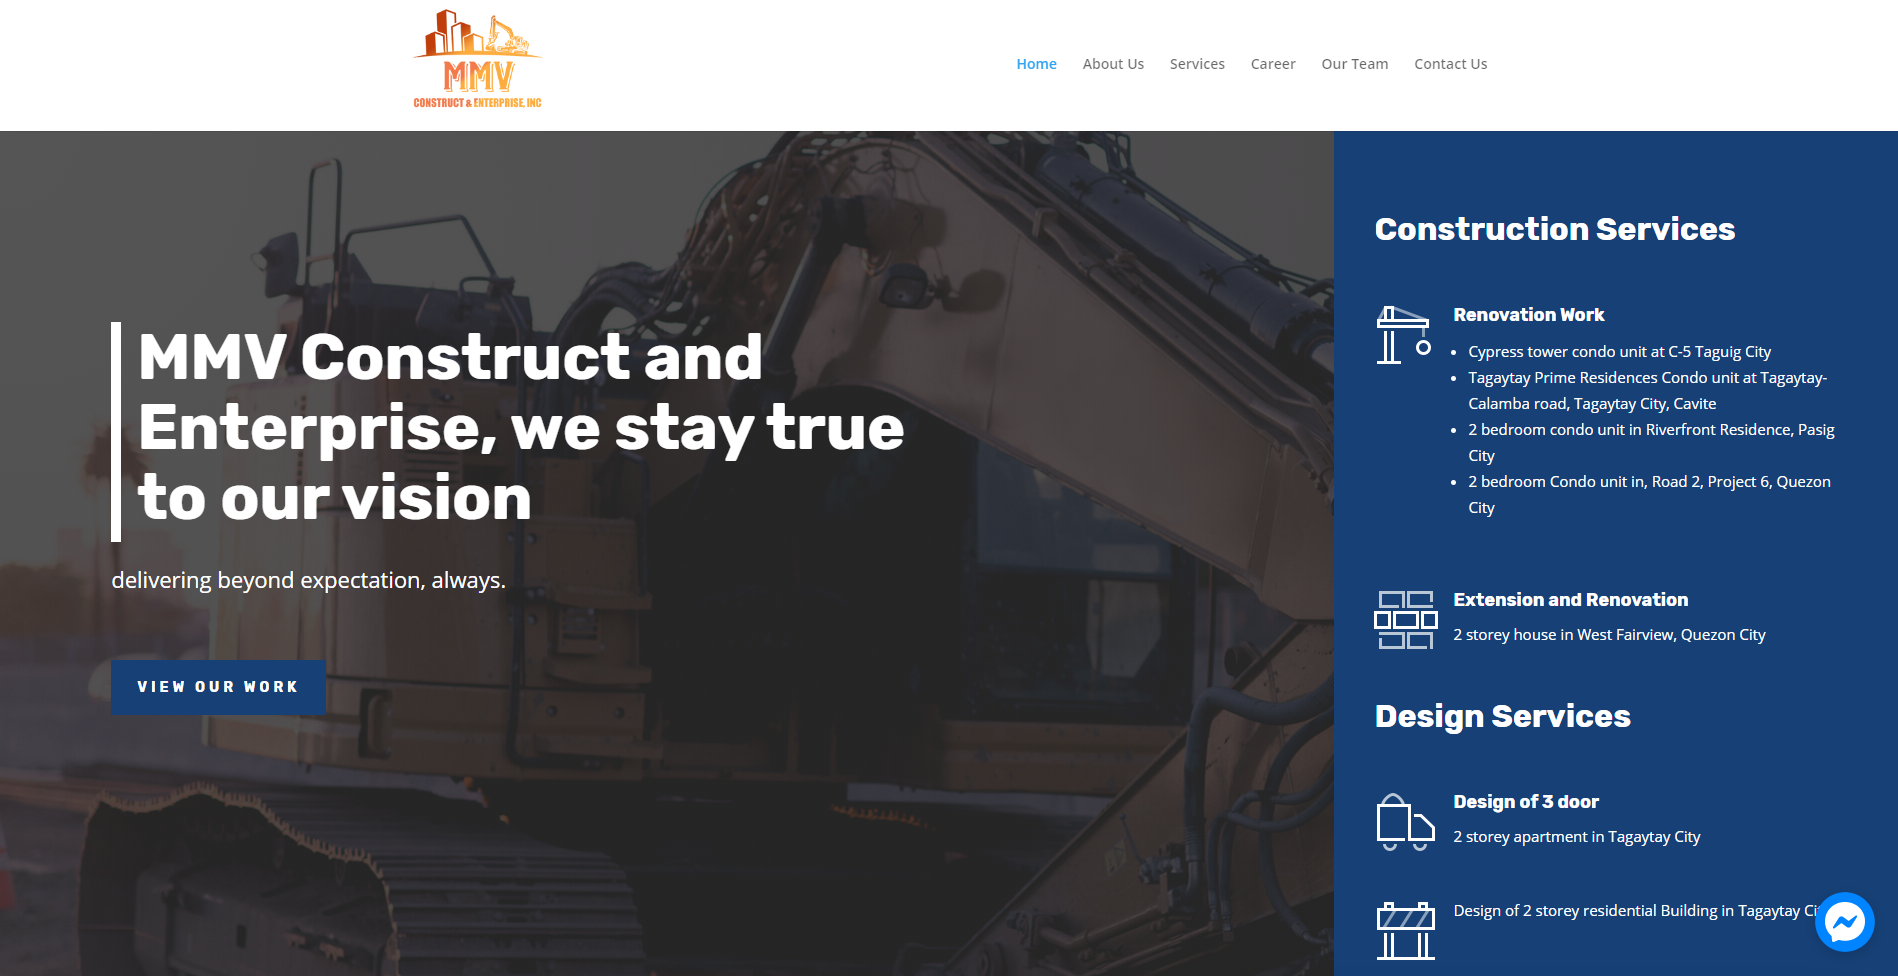 MMV
CONSTRUCT & ENTERPRISE, INC
Home
About Us
Services
Career
Our Team
Contact Us
MMV Construct and
Enterprise, we stay true
to our vision
delivering beyond expectation, always.
VIEW OUR WORK
Construction Services
Renovation Work
• Cypress tower condo unit at C-5 Taguig City
• Tagaytay Prime Residences Condo unit at Tagaytay-
Calamba road, Tagaytay City, Cavite
• 2 bedroom condo unit in Riverfront Residence, Pasig
City
• 2 bedroom Condo unit in, Road 2, Project 6, Quezon
City
Extension and Renovation
2 storey house in West Fairview, Quezon City
Design Services
Design of 3 door
2 storey apartment in Tagaytay City
Design of 2 storey residential Building in Tagaytay